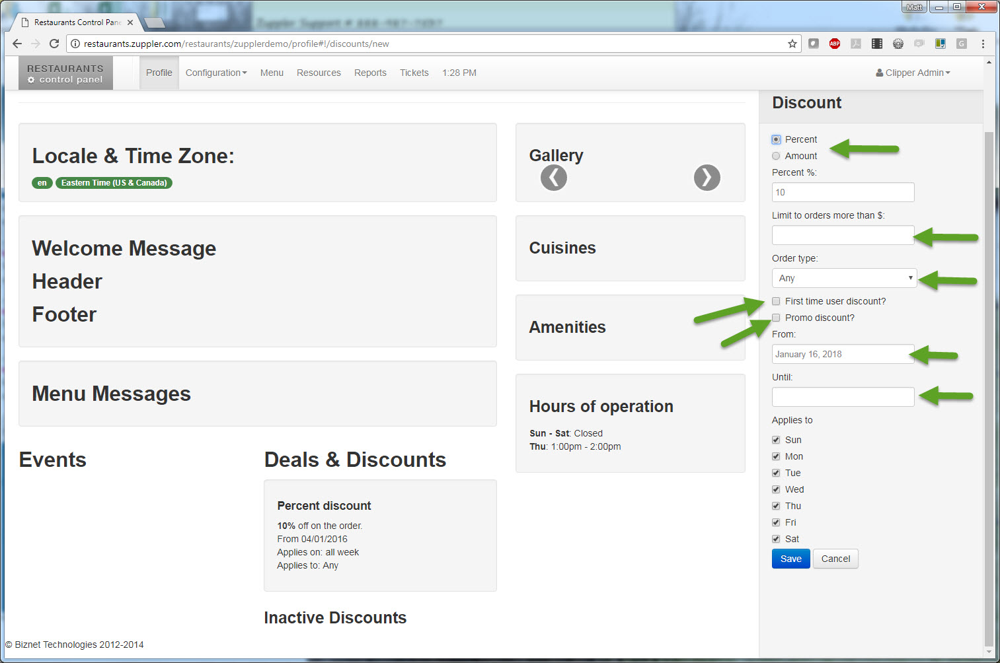 Matt
Restaurants Control Pane
restaurants.zuppler.com/restaurants/zupplerdemo/profile#!/discounts/new
ABP
G
RESTAURANTS
control panel
Profile
Configuration
Menu
Resources
Reports
Tickets
1:28 PM
Clipper Admin
Locale & Time Zone:
en
Eastern Time (US & Canada)
Welcome Message
Header
Footer
Menu Messages
Events
Deals & Discounts
Percent discount
10% off on the order.
From 04/01/2016
Applies on: all week
Applies to: Any
Inactive Discounts
Gallery
Cuisines
Amenities
Hours of operation
Sun - Sat: Closed
Thu: 1:00pm - 2:00pm
Discount
Percent
Amount
Percent %:
10
Limit to orders more than $:
Order type:
Any
First time user discount?
Promo discount?
From:
January 16, 2018
Until:
Applies to
Sun
Mon
Tue
Wed
Thu
Fri
Sat
Save
Cancel
© Biznet Technologies 2012-2014